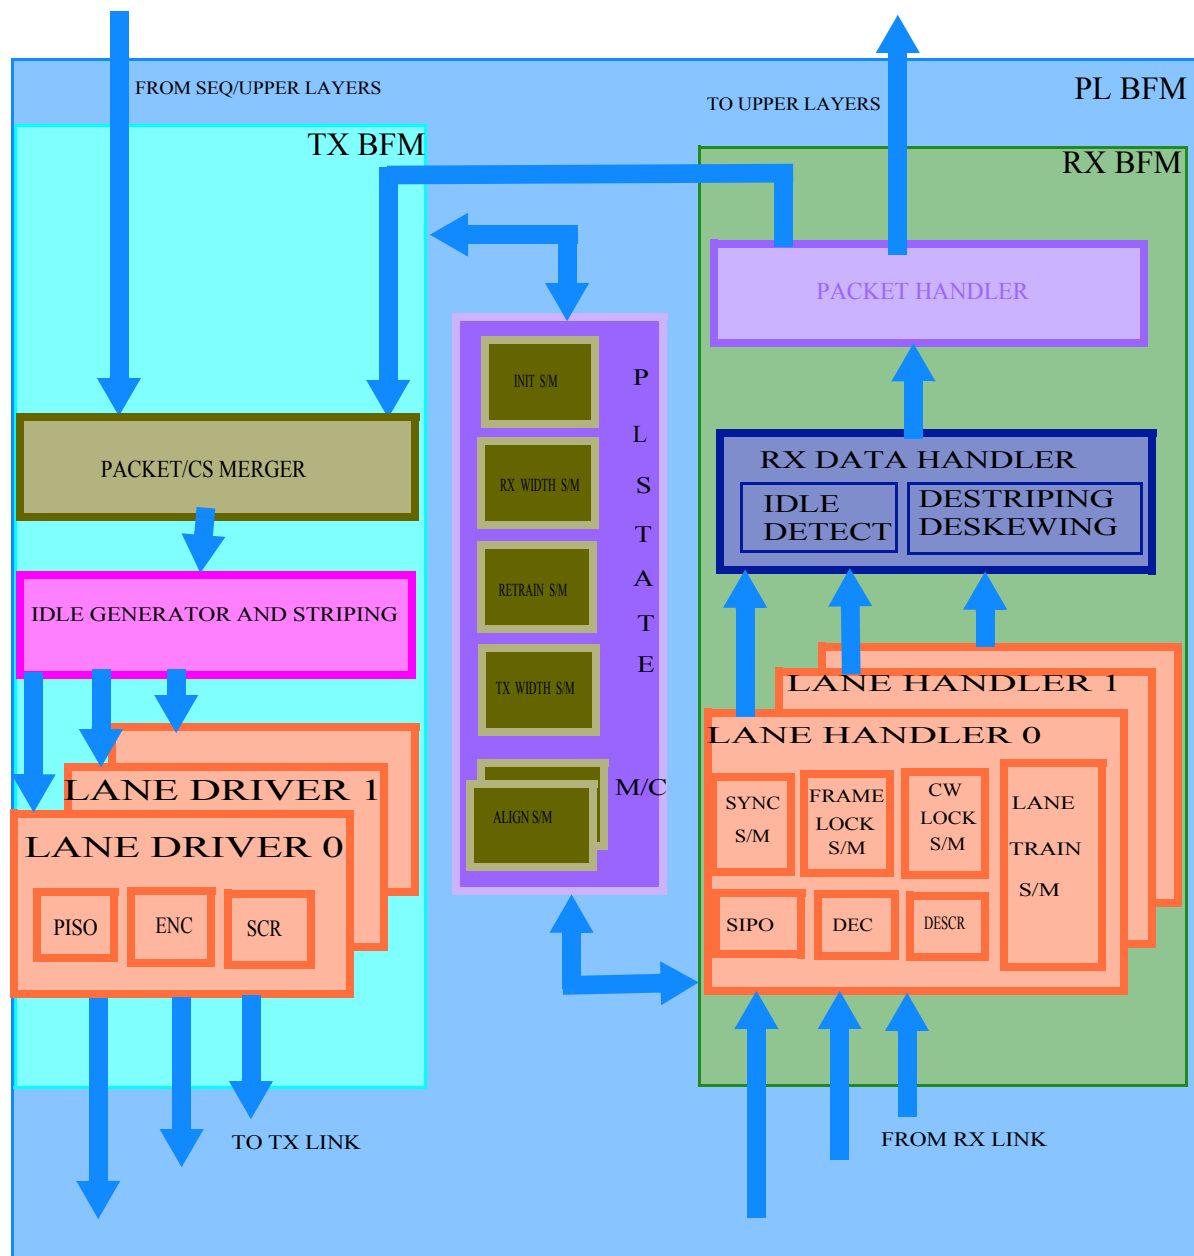 FROM SEQ/UPPER LAYERS
TO UPPER LAYERS
PL BFM
TX BFM
RX BFM
PACKET HANDLER
PACKET/CS MERGER
IDLE GENERATOR AND STRIPING
LANE DRIVER 1
LANE DRIVER 0
PISO
ENC
SCR
TO TX LINK
INIT S/M
RX WIDTH S/M
RETRAIN S/M
TX WIDTH S/M
ALIGN S/M
P
L
S
T
A
T
E
M/C
RX DATA HANDLER
IDLE
DETECT
DESTRIPING
DESKEWING
LANE HANDLER 1
LANE HANDLER 0
SYNC
S/M
FRAME
LOCK
S/M
CW
LOCK
S/M
LANE
TRAIN
S/M
SIPO
DEC
DESCR
FROM RX LINK